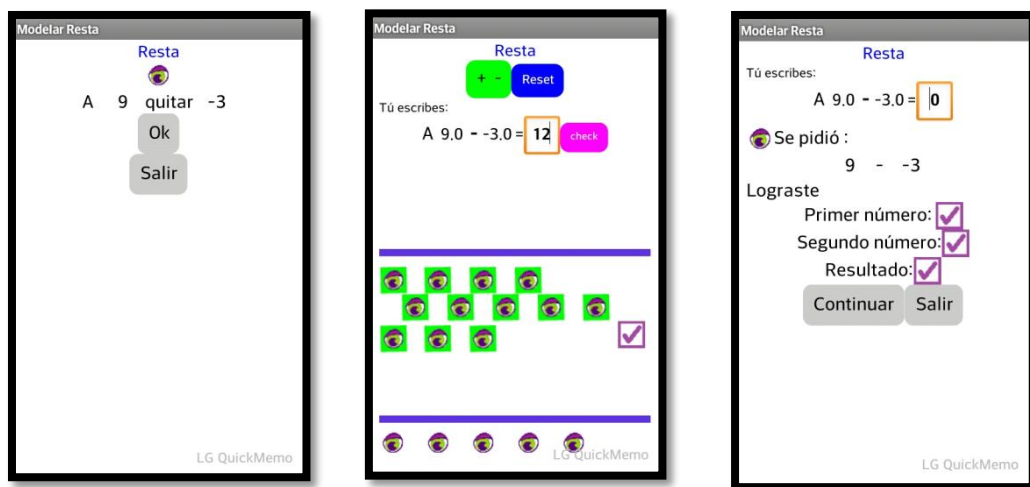 Modelar Resta
Resta
A 9 quitar -3
Ok
Salir
LG QuickMemo
Modelar Resta
Resta
+ - Reset
Tú escribes:
A 9.0 - -3.0 = 12 check
LG QuickMemo
Modelar Resta
Resta
Tú escribes:
A 9.0 - -3.0 = 0
Se pidió :
9 - -3
Lograste
Primer número:
Segundo número:
Resultado:
Continuar Salir
LG QuickMemo